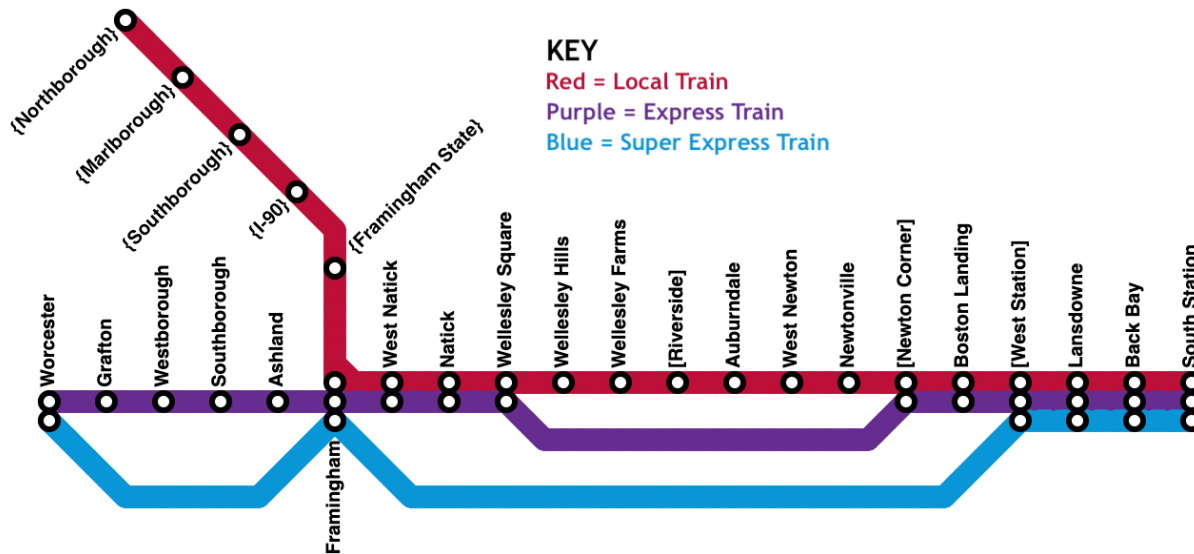 KEY
Red = Local Train
Purple = Express Train
Blue = Super Express Train
{Northborough}
{Marlborough}
{Southborough}
{I-90}
{Framingham State}
Worcester
Grafton
Westborough
Southborough
Ashland
Framingham
West Natick
Natick
Wellesley Square
Wellesley Hills
Wellesley Farms
[Riverside]
Auburndale
West Newton
Newtonville
[Newton Corner]
Boston Landing
[West Station]
Lansdowne
Back Bay
South Station